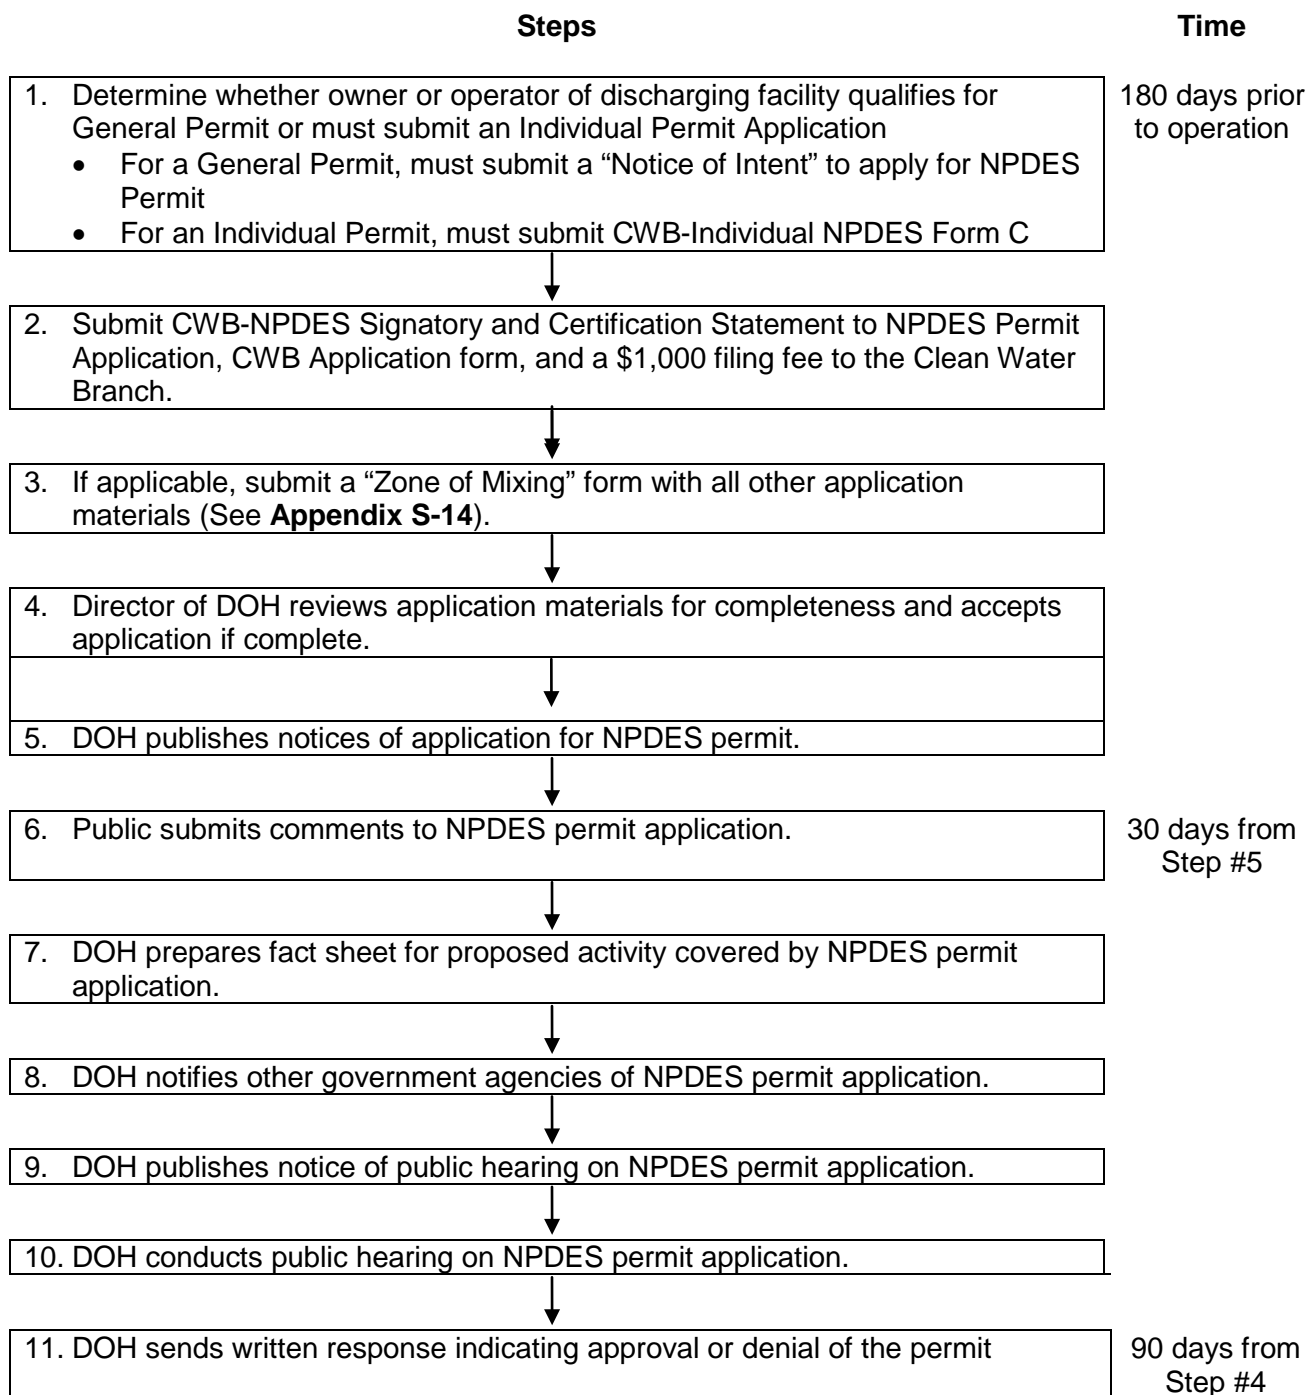 Steps Time
1. Determine whether owner or operator of discharging facility qualifies for 180 days prior
General Permit or must submit an Individual Permit Application to operation
• For a General Permit, must submit a “Notice of Intent” to apply for NPDES
Permit
• For an Individual Permit, must submit CWB-Individual NPDES Form C
2. Submit CWB-NPDES Signatory and Certification Statement to NPDES Permit
Application, CWB Application form, and a $1,000 filing fee to the Clean Water
Branch.
3. If applicable, submit a “Zone of Mixing” form with all other application
materials (See Appendix S-14).
4. Director of DOH reviews application materials for completeness and accepts
application if complete.
5. DOH publishes notices of application for NPDES permit.
6. Public submits comments to NPDES permit application. 30 days from
Step #5
7. DOH prepares fact sheet for proposed activity covered by NPDES permit
application.
8. DOH notifies other government agencies of NPDES permit application.
9. DOH publishes notice of public hearing on NPDES permit application.
10. DOH conducts public hearing on NPDES permit application.
11. DOH sends written response indicating approval or denial of the permit 90 days from
Step #4